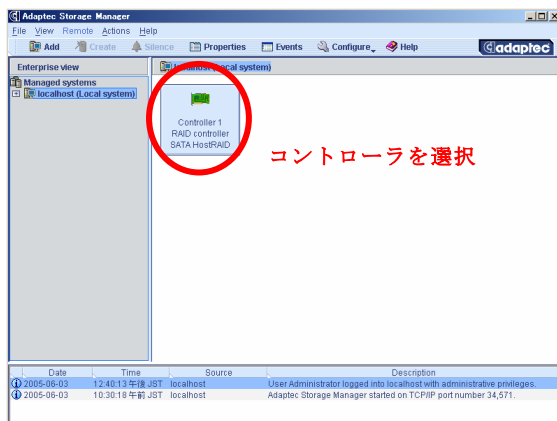 Adaptec Storage Manager
File View Remote Actions Help
Add Create Silence Properties Events Configure Help adaptec
Enterprise view
localhost (Local system)
Managed systems
localhost (Local system)
Controller 1
RAID controller
SATA HostRAID
コントローラを選択
Date Time Source Description
2005-06-03 12:40:13 午後 JST localhost User Administrator logged into localhost with administrative privileges.
2005-06-03 10:30:18 午前 JST localhost Adaptec Storage Manager started on TCP/IP port number 34,571.